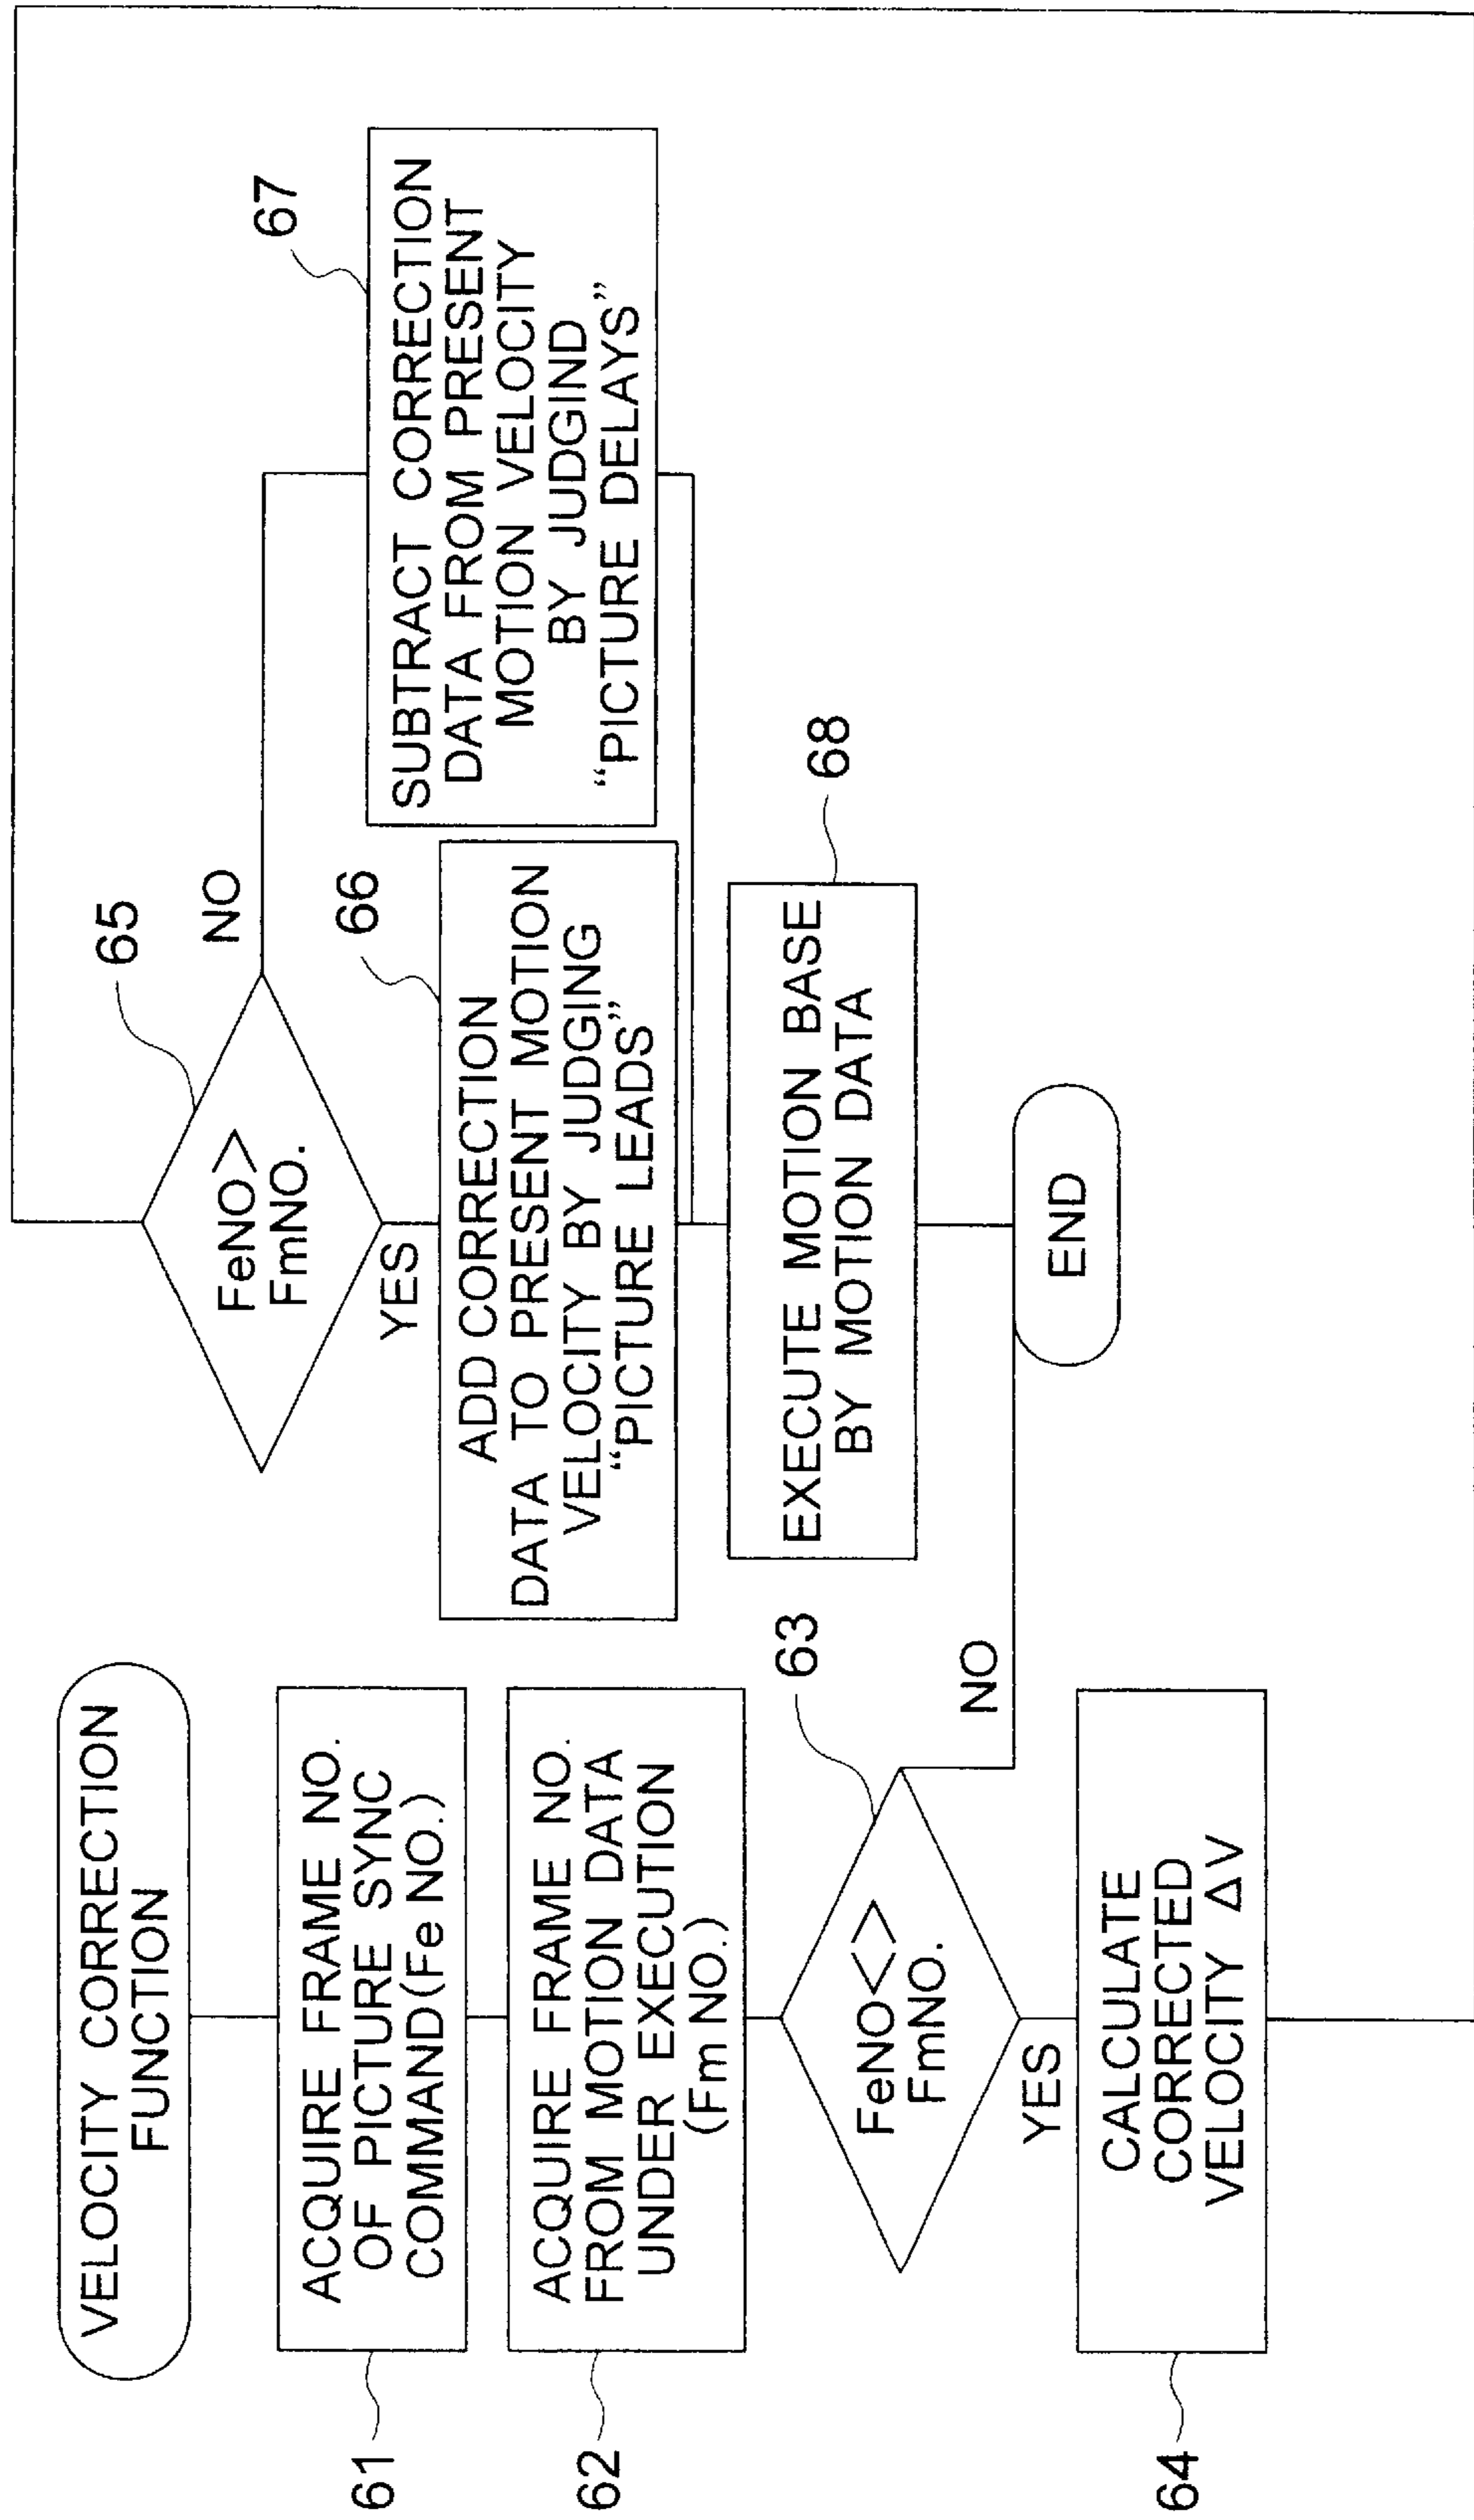 VELOCITY CORRECTION
FUNCTION
61
ACQUIRE FRAME NO.
OF PICTURE SYNC
COMMAND(Fe NO.)
62
ACQUIRE FRAME NO.
FROM MOTION DATA
UNDER EXECUTION
(Fm NO.)
63
FeNO<>
FmNO.
NO
YES
64
CALCULATE
CORRECTED
VELOCITY ΔV
65
FeNO>
FmNO.
NO
YES
66
ADD CORRECTION
DATA TO PRESENT MOTION
VELOCITY BY JUDGING
“PICTURE LEADS”
67
SUBTRACT CORRECTION
DATA FROM PRESENT
MOTION VELOCITY
BY JUDGIND
“PICTURE DELAYS”
68
EXECUTE MOTION BASE
BY MOTION DATA
END